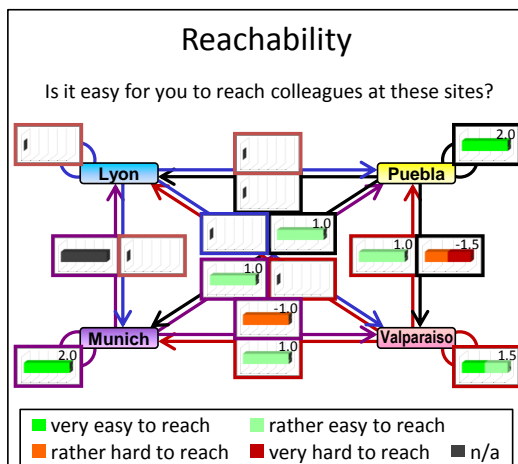 Reachability
Is it easy for you to reach colleagues at these sites?
2.0
Lyon
Puebla
1.0
1.0
-1.5
1.0
-1.0
Munich
Valparaiso
2.0
1.0
1.5
very easy to reach
rather easy to reach
rather hard to reach
very hard to reach
n/a